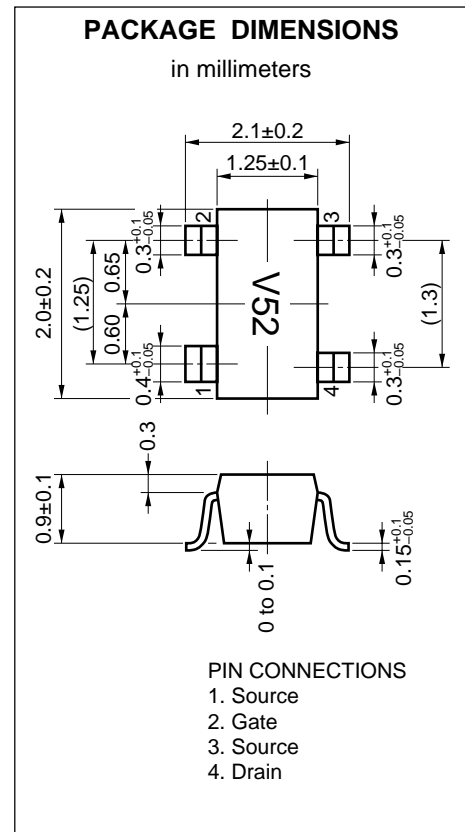 PACKAGE DIMENSIONS
in millimeters
2.1±0.2
1.25±0.1
2
3
2.0±0.2
(1.25)
0.3+0.1−0.05
0.65
0.60
0.4+0.1−0.05
V52
0.3+0.1−0.05
(1.3)
0.3+0.1−0.05
1
4
0.3
0.9±0.1
0 to 0.1
0.15+0.1−0.05
PIN CONNECTIONS
1. Source
2. Gate
3. Source
4. Drain